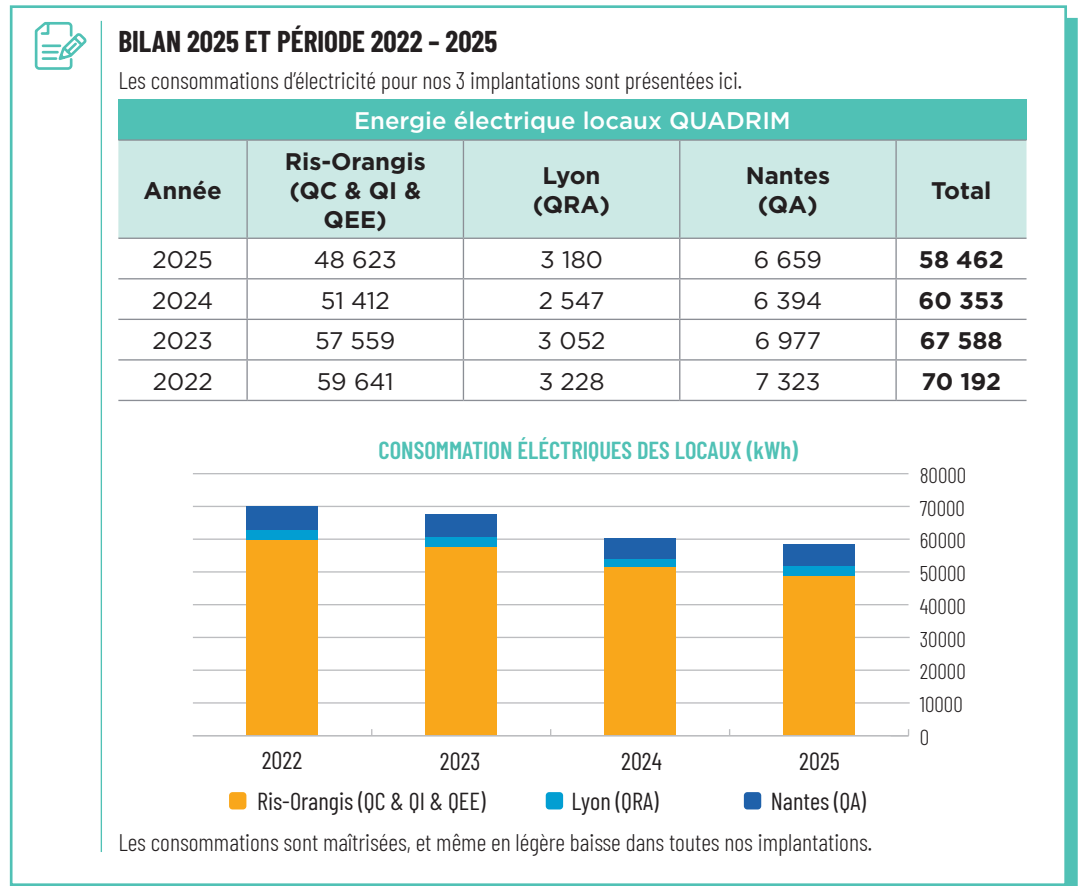 BILAN 2025 ET PÉRIODE 2022 – 2025
Les consommations d'électricité pour nos 3 implantations sont présentées ici.
Energie électrique locaux QUADRIM
Année Ris-Orangis (QC & QI & QEE) Lyon (QRA) Nantes (QA) Total
2025 48 623 3 180 6 659 58 462
2024 51 412 2 547 6 394 60 353
2023 57 559 3 052 6 977 67 588
2022 59 641 3 228 7 323 70 192
CONSOMMATION ÉLÉCTRIQUES DES LOCAUX (kWh)
80000
70000
60000
50000
40000
30000
20000
10000
0
2022 2023 2024 2025
Ris-Orangis (QC & QI & QEE) Lyon (QRA) Nantes (QA)
Les consommations sont maîtrisées, et même en légère baisse dans toutes nos implantations.